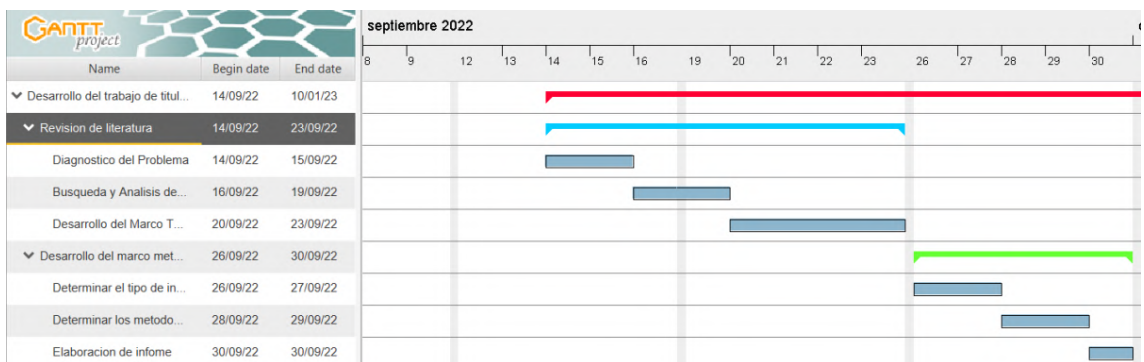 GANTT
project
septiembre 2022
Name Begin date End date
8 9 12 13 14 15 16 19 20 21 22 23 26 27 28 29 30
Desarrollo del trabajo de titul... 14/09/22 10/01/23
Revision de literatura 14/09/22 23/09/22
Diagnostico del Problema 14/09/22 15/09/22
Busqueda y Analisis de... 16/09/22 19/09/22
Desarrollo del Marco T... 20/09/22 23/09/22
Desarrollo del marco met... 26/09/22 30/09/22
Determinar el tipo de in... 26/09/22 27/09/22
Determinar los metodo... 28/09/22 29/09/22
Elaboracion de infome 30/09/22 30/09/22